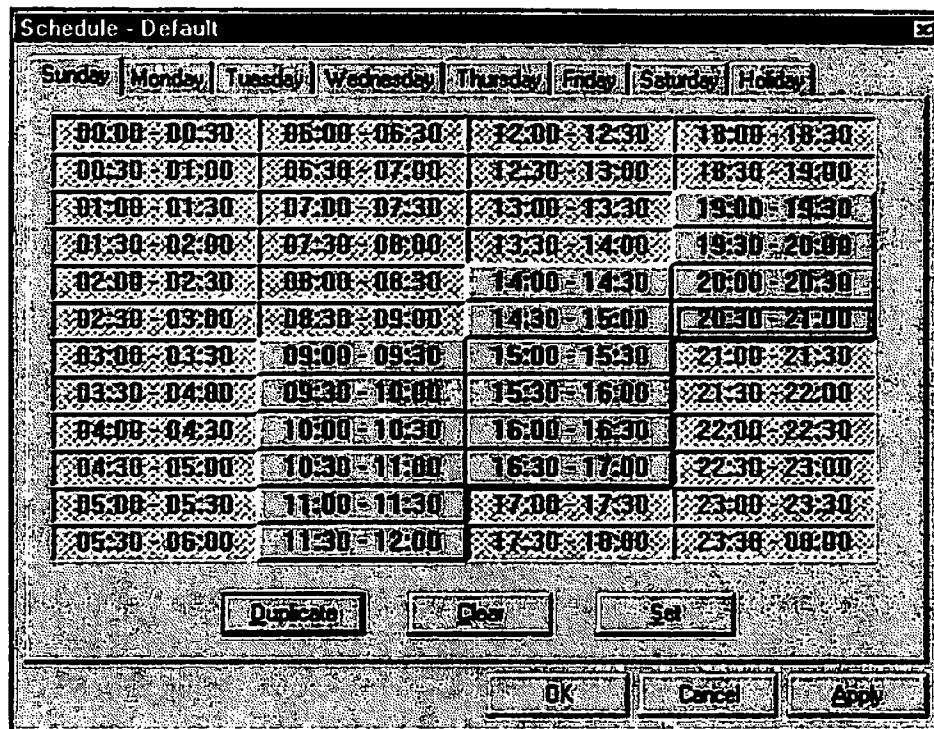 Schedule - Default
Sunday Monday Tuesday Wednesday Thursday Friday Saturday Holiday
00:00 - 00:30 06:00 - 06:30 12:00 - 12:30 18:00 - 18:30
00:30 - 01:00 06:30 - 07:00 12:30 - 13:00 18:30 - 19:00
01:00 - 01:30 07:00 - 07:30 13:00 - 13:30 19:00 - 19:30
01:30 - 02:00 07:30 - 08:00 13:30 - 14:00 19:30 - 20:00
02:00 - 02:30 08:00 - 08:30 14:00 - 14:30 20:00 - 20:30
02:30 - 03:00 08:30 - 09:00 14:30 - 15:00 20:30 - 21:00
03:00 - 03:30 09:00 - 09:30 15:00 - 15:30 21:00 - 21:30
03:30 - 04:00 09:30 - 10:00 15:30 - 16:00 21:30 - 22:00
04:00 - 04:30 10:00 - 10:30 16:00 - 16:30 22:00 - 22:30
04:30 - 05:00 10:30 - 11:00 16:30 - 17:00 22:30 - 23:00
05:00 - 05:30 11:00 - 11:30 17:00 - 17:30 23:00 - 23:30
05:30 - 06:00 11:30 - 12:00 17:30 - 18:00 23:30 - 00:00
Duplicate Clear Set
OK Cancel Apply